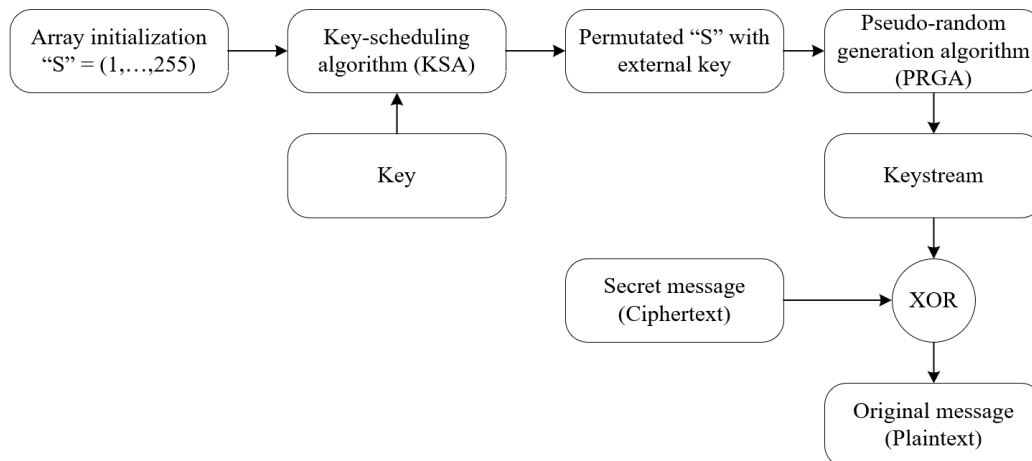 Array initialization
“S” = (1,…,255)
Key-scheduling
algorithm (KSA)
Permutated “S” with
external key
Pseudo-random
generation algorithm
(PRGA)
Key
Keystream
Secret message
(Ciphertext)
XOR
Original message
(Plaintext)